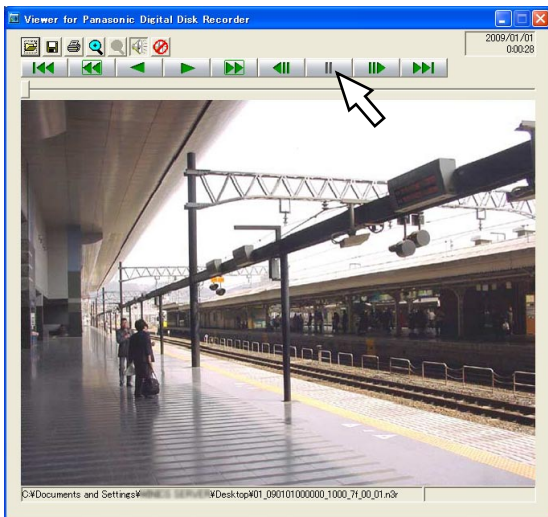 Viewer for Panasonic Digital Disk Recorder
2009/01/01
0:00:28
C:¥Documents and Settings¥ ¥Desktop¥01_090101000000_1000_7f_00_01.n3r